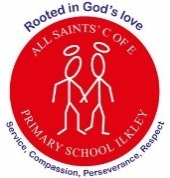 Rooted in God's love
ALL SAINTS' C OF E
PRIMARY SCHOOL ILKLEY
Service, Compassion, Perseverance, Respect